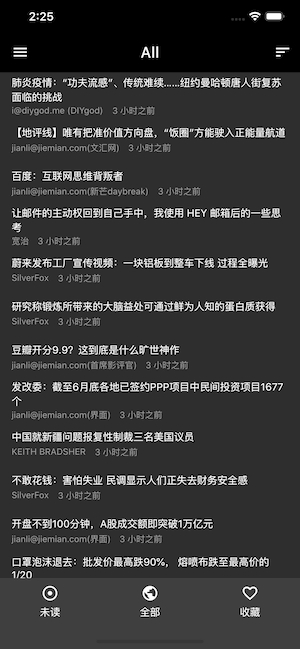 2:25
All
肺炎疫情：“功夫流感”、传统难续……纽约曼哈顿唐人街复苏
面临的挑战
i@diygod.me (DIYgod) 3 小时之前
【地评线】唯有把准价值方向盘，“饭圈”方能驶入正能量航道
jianli@jiemian.com(文汇网) 3 小时之前
百度：互联网思维背叛者
jianli@jiemian.com(新芒daybreak) 3 小时之前
让邮件的主动权回到自己手中，我使用 HEY 邮箱后的一些思
考
宽治 3 小时之前
蔚来发布工厂宣传视频：一块铝板到整车下线 过程全曝光
SilverFox 3 小时之前
研究称锻炼所带来的大脑益处可通过鲜为人知的蛋白质获得
SilverFox 3 小时之前
豆瓣开分9.9？这到底是什么旷世神作
jianli@jiemian.com(首席影评官) 3 小时之前
发改委：截至6月底各地已签约PPP项目中民间投资项目1677
个
jianli@jiemian.com(界面) 3 小时之前
中国就新疆问题报复性制裁三名美国议员
KEITH BRADSHER 3 小时之前
不敢花钱：害怕失业 民调显示人们正失去财务安全感
SilverFox 3 小时之前
开盘不到100分钟，A股成交额即突破1万亿元
jianli@jiemian.com(界面) 3 小时之前
口罩泡沫退去：批发价最高跌90%， 熔喷布跌至最高价的
1/20
未读
全部
收藏